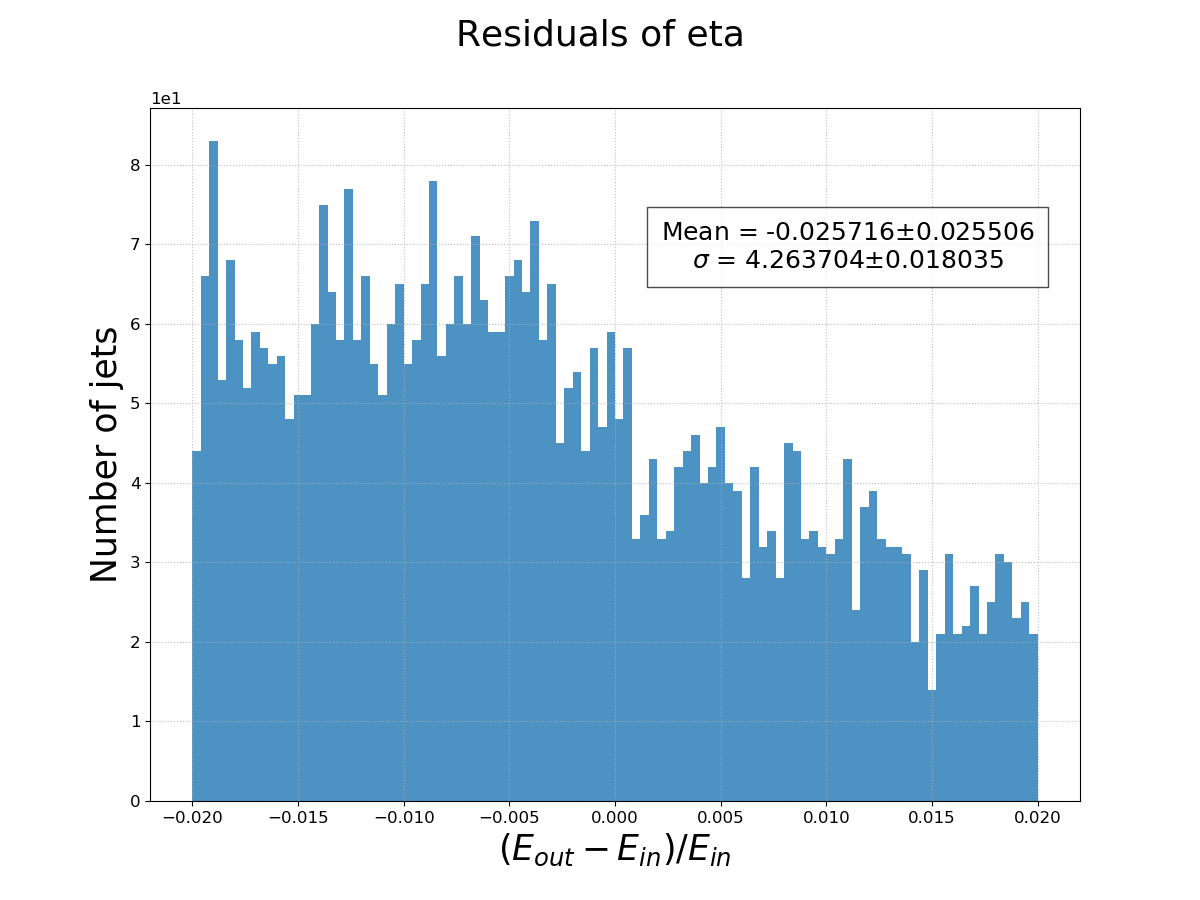 Residuals of eta
1e1
8
7
6
5
4
3
2
1
0
Number of jets
Mean = -0.025716±0.025506
σ = 4.263704±0.018035
−0.020 −0.015 −0.010 −0.005 0.000 0.005 0.010 0.015 0.020
(E_out − E_in)/E_in